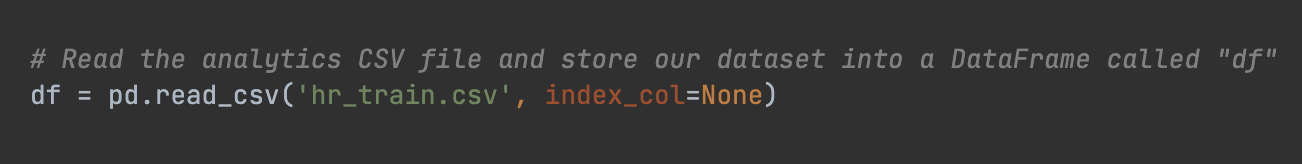 # Read the analytics CSV file and store our dataset into a DataFrame called "df"
df = pd.read_csv('hr_train.csv', index_col=None)